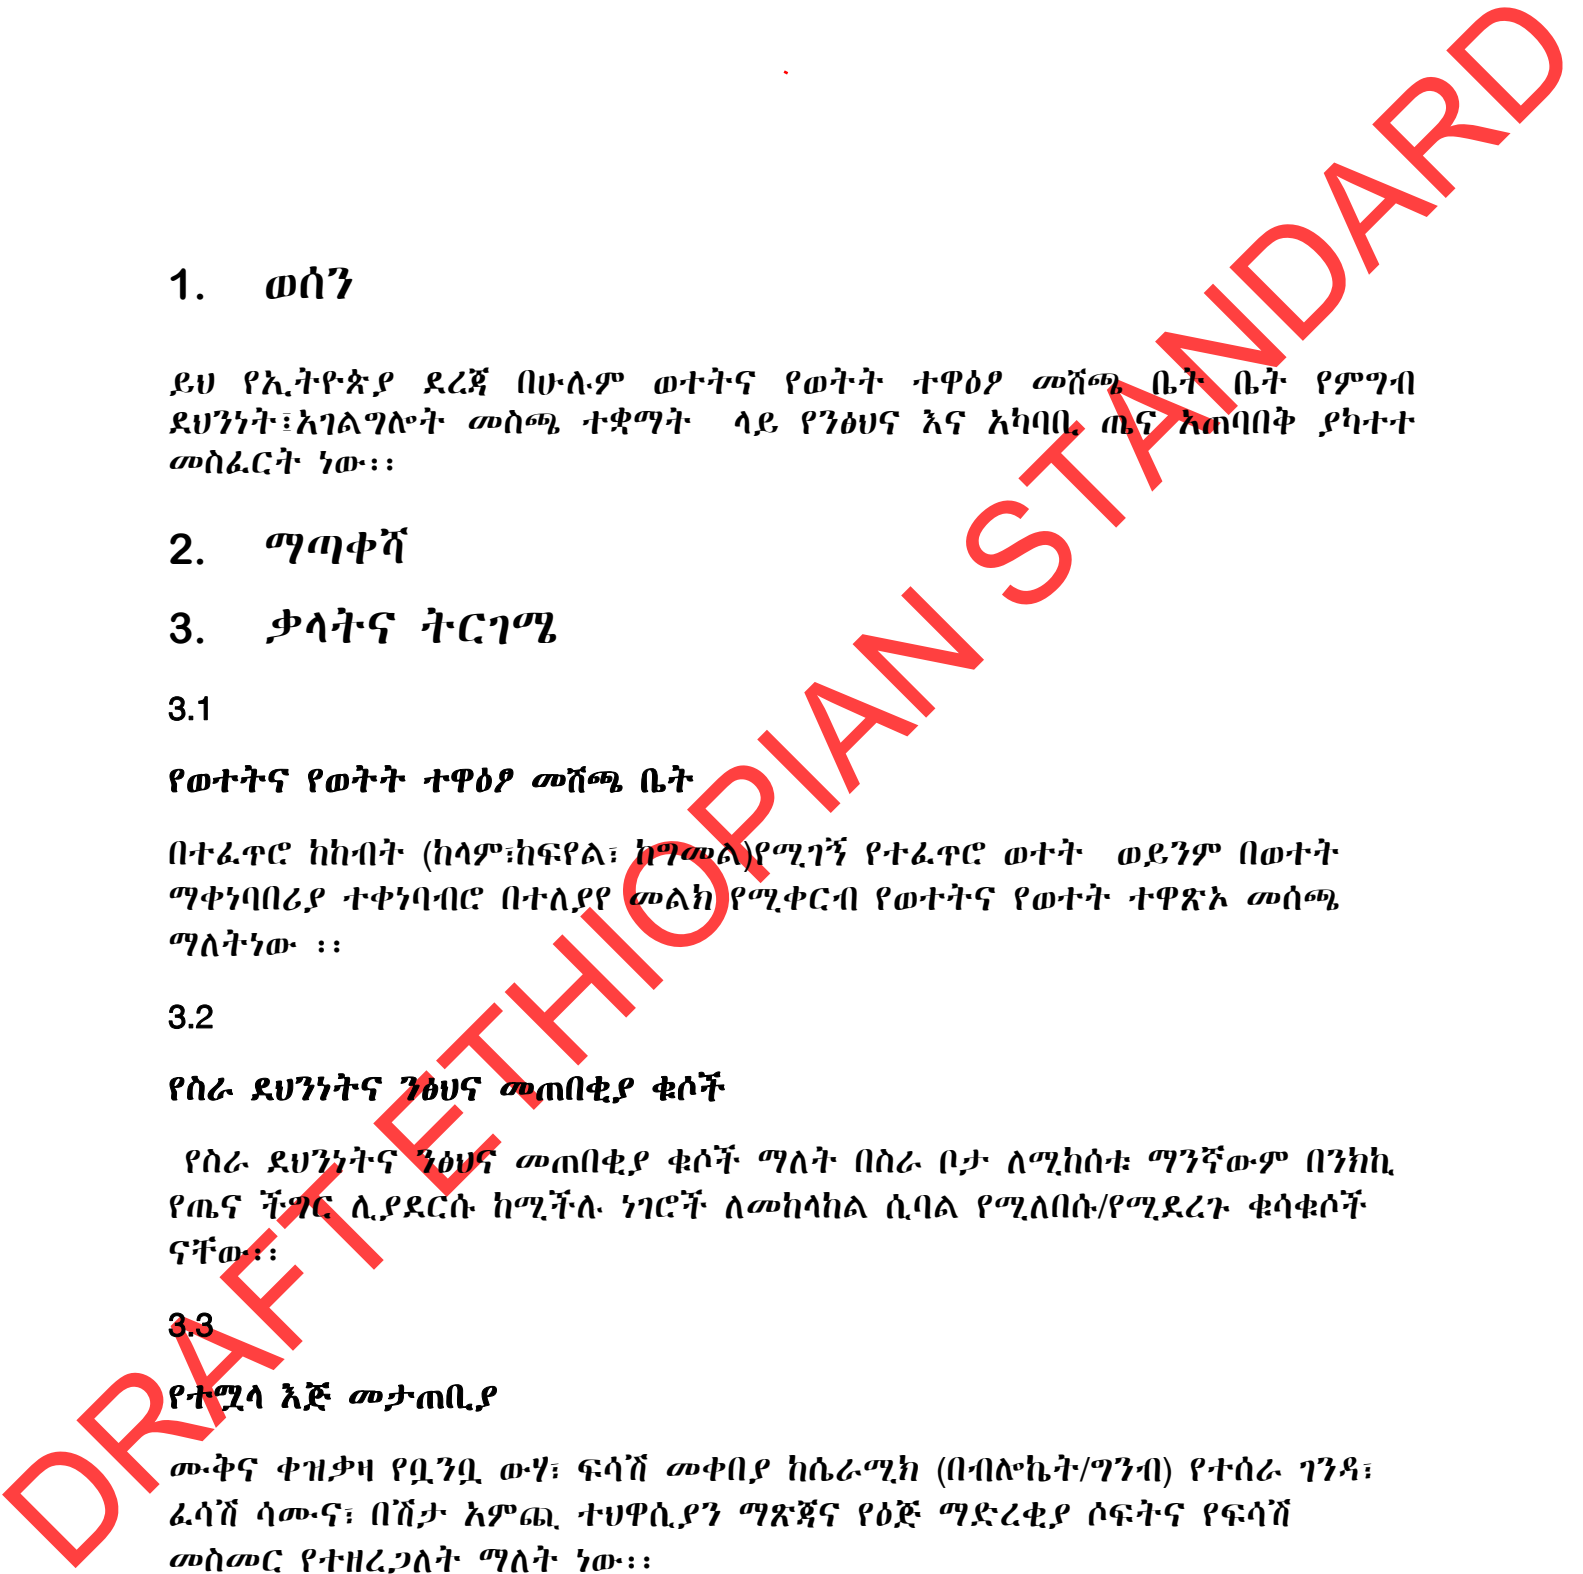 1. ወሰን
ይህ የኢትዮጵያ ደረጃ በሁሉም ወተትና የወትት ተዋዕፆ መሸጫ ቤት ቤት የምግብ
ደህንነት፤አገልግሎት መስጫ ተቋማት ላይ የንፅህና እና አካባቢ ጤና አጠባበቅ ያካተተ
መስፈርት ነው፡፡
2. ማጣቀሻ
3. ቃላትና ትርጉሜ
3.1
የወተትና የወትት ተዋዕፆ መሸጫ ቤት
በተፈጥሮ ከከብት (ከላም፣ከፍየል፣ ከግመል)የሚገኝ የተፈጥሮ ወተት ወይንም በወተት
ማቀነባበሪያ ተቀነባብሮ በተለያየ መልክ የሚቀርብ የወተትና የወተት ተዋጽኦ መሰጫ
ማለትነው ፡፡
3.2
የስራ ደህንነትና ንፅህና መጠበቂያ ቁሶች
የስራ ደህንነትና ንፅህና መጠበቂያ ቁሶች ማለት በስራ ቦታ ለሚከሰቱ ማንኛውም በንክኪ
የጤና ችግር ሊያደርሱ ከሚችሉ ነገሮች ለመከላከል ሲባል የሚለበሱ/የሚደረጉ ቁሳቁሶች
ናቸው፡፡
3.3
የተሟላ እጅ መታጠቢያ
ሙቅና ቀዝቃዛ የቧንቧ ውሃ፣ ፍሳሽ መቀበያ ከሴራሚክ (በብሎኬት/ግንብ) የተሰራ ገንዳ፣
ፈሳሽ ሳሙና፣ በሽታ አምጪ ተህዋሲያን ማጽጃና የዕጅ ማድረቂያ ሶፍትና የፍሳሽ
መስመር የተዘረጋለት ማለት ነው፡፡
DRAFT ETHIOPIAN STANDARD